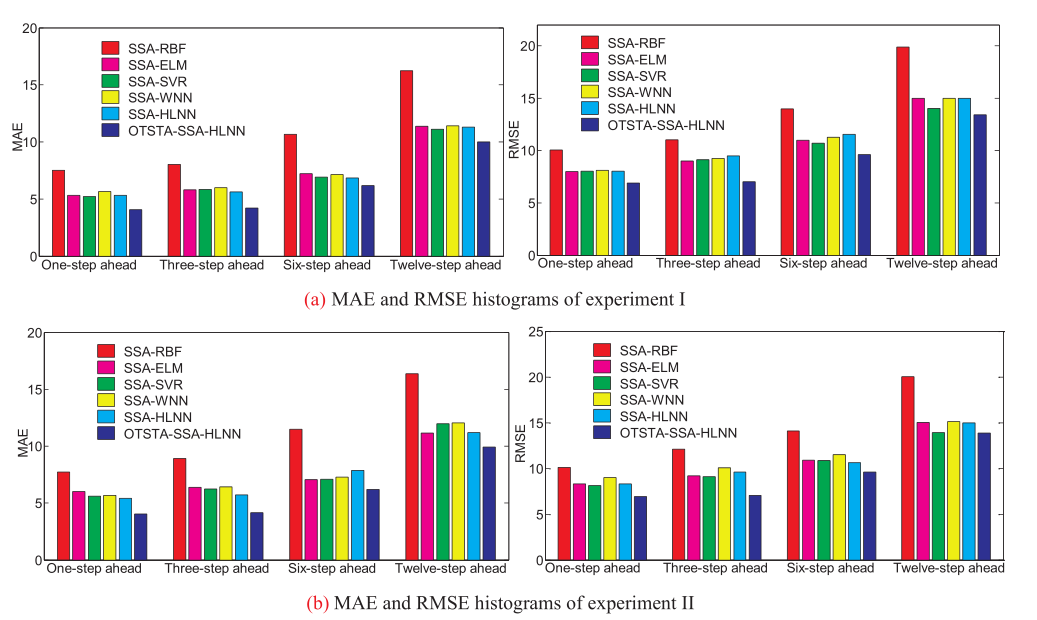 20
15
10
5
0
MAE
SSA-RBF
SSA-ELM
SSA-SVR
SSA-WNN
SSA-HLNN
OTSTA-SSA-HLNN
One-step ahead Three-step ahead Six-step ahead Twelve-step ahead
20
15
10
5
0
RMSE
SSA-RBF
SSA-ELM
SSA-SVR
SSA-WNN
SSA-HLNN
OTSTA-SSA-HLNN
One-step ahead Three-step ahead Six-step ahead Twelve-step ahead
(a) MAE and RMSE histograms of experiment I
20
15
10
5
0
MAE
SSA-RBF
SSA-ELM
SSA-SVR
SSA-WNN
SSA-HLNN
OTSTA-SSA-HLNN
One-step ahead Three-step ahead Six-step ahead Twelve-step ahead
25
20
15
10
5
0
RMSE
SSA-RBF
SSA-ELM
SSA-SVR
SSA-WNN
SSA-HLNN
OTSTA-SSA-HLNN
One-step ahead Three-step ahead Six-step ahead Twelve-step ahead
(b) MAE and RMSE histograms of experiment II